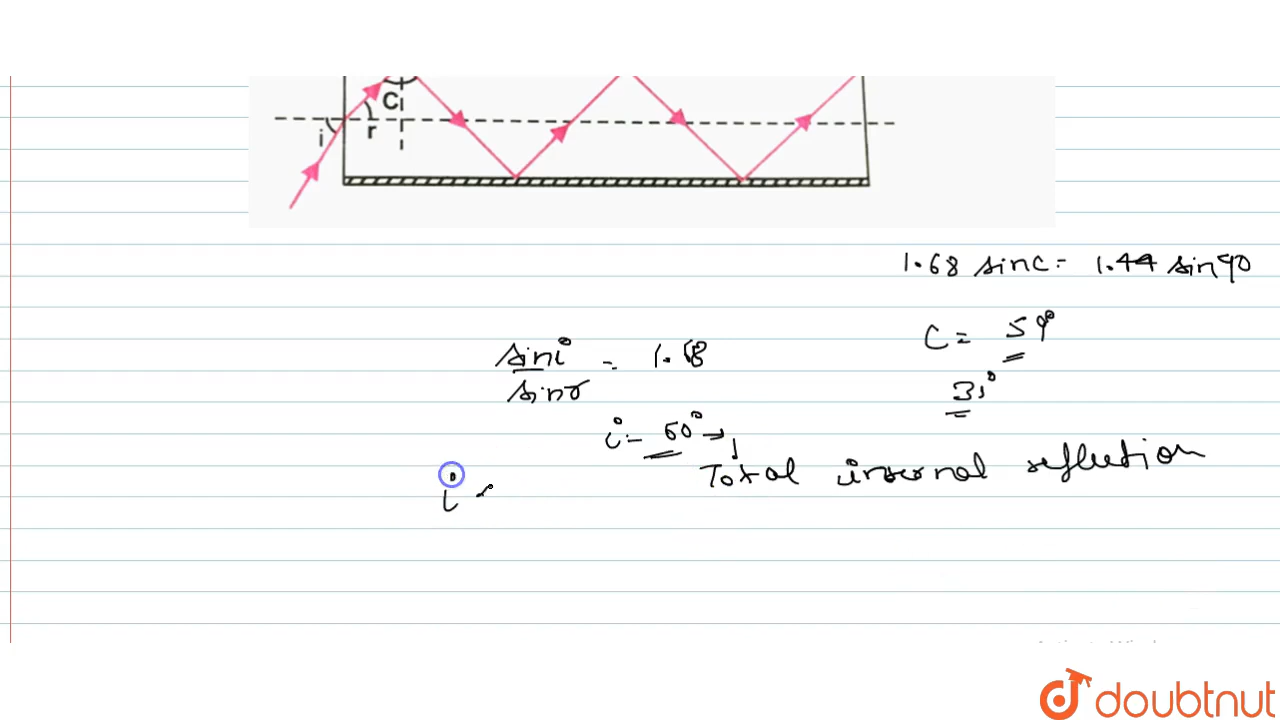 C
i
r
1.68 sinc = 1.44 sin90
C = 59°
sini / sinr = 1.68
31°
i = 60° →
Total internal reflection
i <
doubtnut